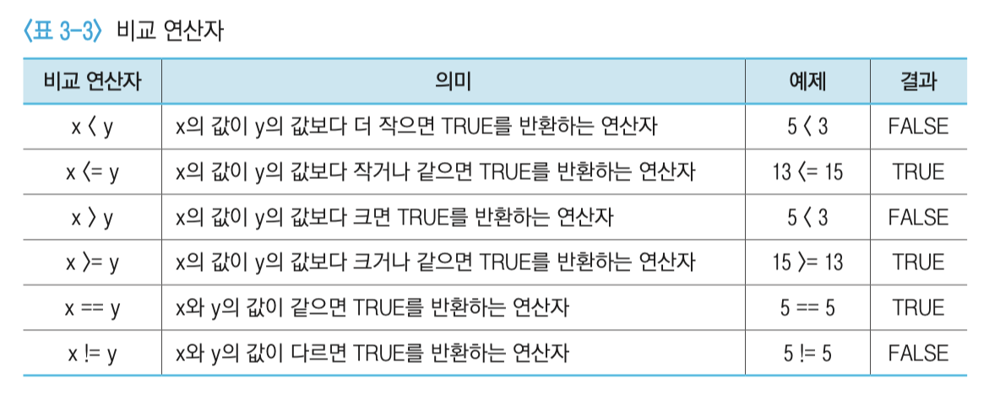 〈표 3-3〉 비교 연산자
비교 연산자 의미 예제 결과
x 〈 y x의 값이 y의 값보다 더 작으면 TRUE를 반환하는 연산자 5 〈 3 FALSE
x 〈= y x의 값이 y의 값보다 작거나 같으면 TRUE를 반환하는 연산자 13 〈= 15 TRUE
x 〉 y x의 값이 y의 값보다 크면 TRUE를 반환하는 연산자 5 〈 3 FALSE
x 〉= y x의 값이 y의 값보다 크거나 같으면 TRUE를 반환하는 연산자 15 〉= 13 TRUE
x == y x와 y의 값이 같으면 TRUE를 반환하는 연산자 5 == 5 TRUE
x != y x와 y의 값이 다르면 TRUE를 반환하는 연산자 5 != 5 FALSE